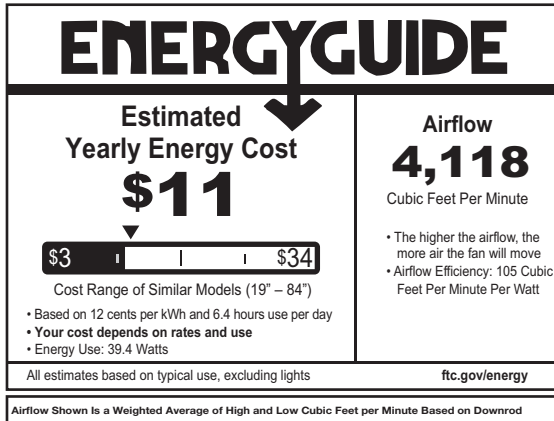 ENERGYGUIDE
Estimated
Yearly Energy Cost
$11
$3
$34
Cost Range of Similar Models (19” – 84”)
• Based on 12 cents per kWh and 6.4 hours use per day
• Your cost depends on rates and use
• Energy Use: 39.4 Watts
Airflow
4,118
Cubic Feet Per Minute
• The higher the airflow, the
more air the fan will move
• Airflow Efficiency: 105 Cubic
Feet Per Minute Per Watt
All estimates based on typical use, excluding lights
ftc.gov/energy
Airflow Shown Is a Weighted Average of High and Low Cubic Feet per Minute Based on Downrod